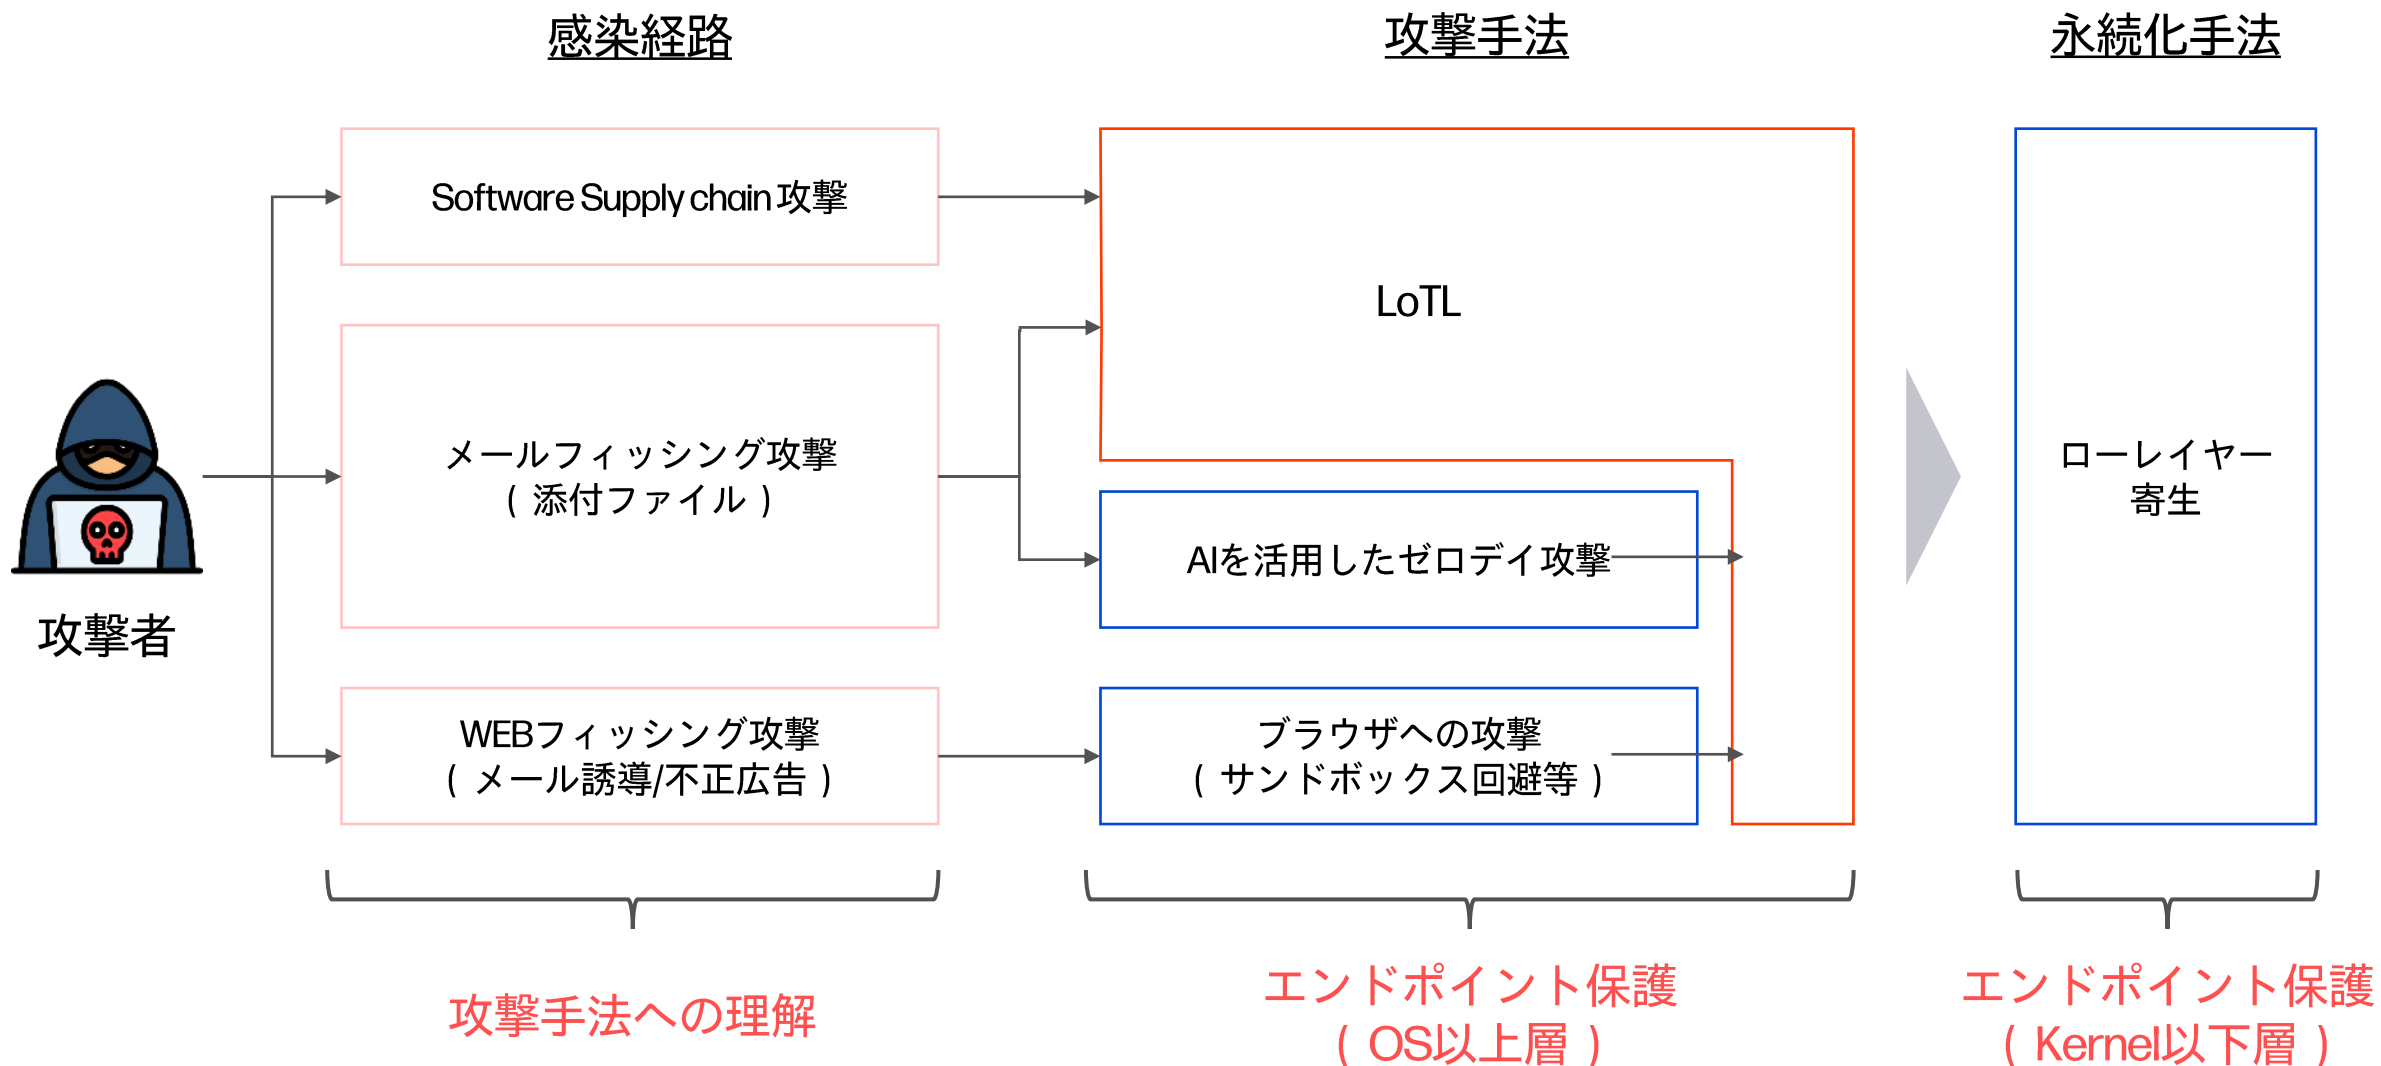 感染経路
攻撃手法
永続化手法
Software Supply chain 攻撃
LoTL
メールフィッシング攻撃
( 添付ファイル )
ローレイヤー
寄生
AIを活用したゼロデイ攻撃
攻撃者
WEBフィッシング攻撃
( メール誘導/不正広告 )
ブラウザへの攻撃
( サンドボックス回避等 )
攻撃手法への理解
エンドポイント保護
( OS以上層 )
エンドポイント保護
( Kernel以下層 )